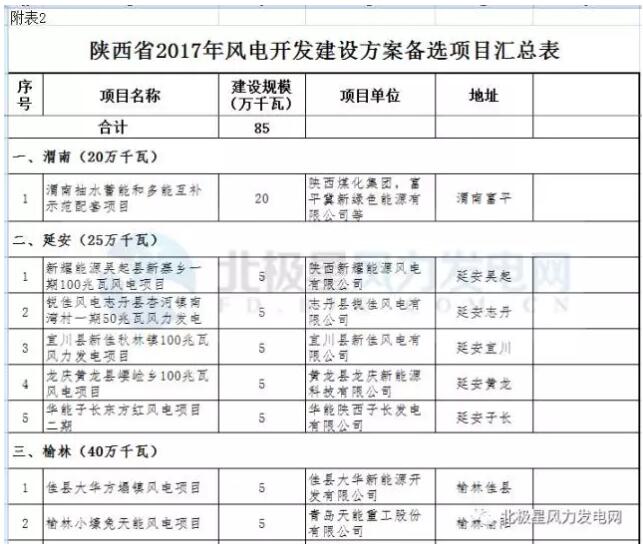 附表2
陕西省2017年风电开发建设方案备选项目汇总表
序号 项目名称 建设规模(万千瓦) 项目单位 地址
合计 85
一、渭南（20万千瓦）
1 渭南抽水蓄能和多能互补示范配套项目 20 陕西煤化集团，富平冀新绿色能源有限公司等 渭南富平
二、延安（25万千瓦）
1 新耀能源吴起县新寨乡一期100兆瓦风电项目 5 陕西新耀能源风电有限公司 延安吴起
2 锐佳风电志丹县杏河镇南湾村一期50兆瓦风力发电 5 志丹县锐佳风电有限公司 延安志丹
3 宜川县新佳秋林镇100兆瓦风力发电项目 5 宜川县新佳风电有限公司 延安宜川
4 龙庆黄龙县崾崄乡100兆瓦风电项目 5 黄龙县龙庆新能源科技有限公司 延安黄龙
5 华能子长东方红风电项目二期 5 华能陕西子长发电有限公司 延安子长
三、榆林（40万千瓦）
1 佳县大华方塌镇风电项目 5 佳县大华新能源开发有限公司 榆林佳县
2 榆林小壕兔天能风电项目 5 青岛天能重工股份有限公司 榆林榆阳
北极星风力发电网
北极星风力发电网